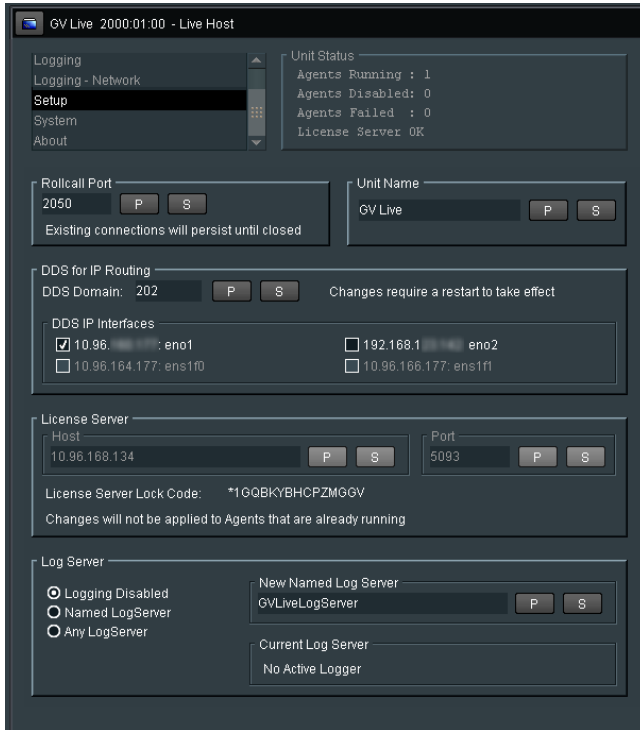 GV Live 2000:01:00 - Live Host
Logging
Logging - Network
Setup
System
About
Unit Status
Agents Running : 1
Agents Disabled: 0
Agents Failed : 0
License Server OK
Rollcall Port
2050 P S
Existing connections will persist until closed
Unit Name
GV Live P S
DDS for IP Routing
DDS Domain: 202 P S Changes require a restart to take effect
DDS IP Interfaces
10.96. : eno1 192.168.1 eno2
10.96.164.177: ens1f0 10.96.166.177: ens1f1
License Server
Host
10.96.168.134 P S
Port
5093 P S
License Server Lock Code: *1GQBKYBHCPZMGGV
Changes will not be applied to Agents that are already running
Log Server
Logging Disabled
Named LogServer
Any LogServer
New Named Log Server
GVLiveLogServer P S
Current Log Server
No Active Logger